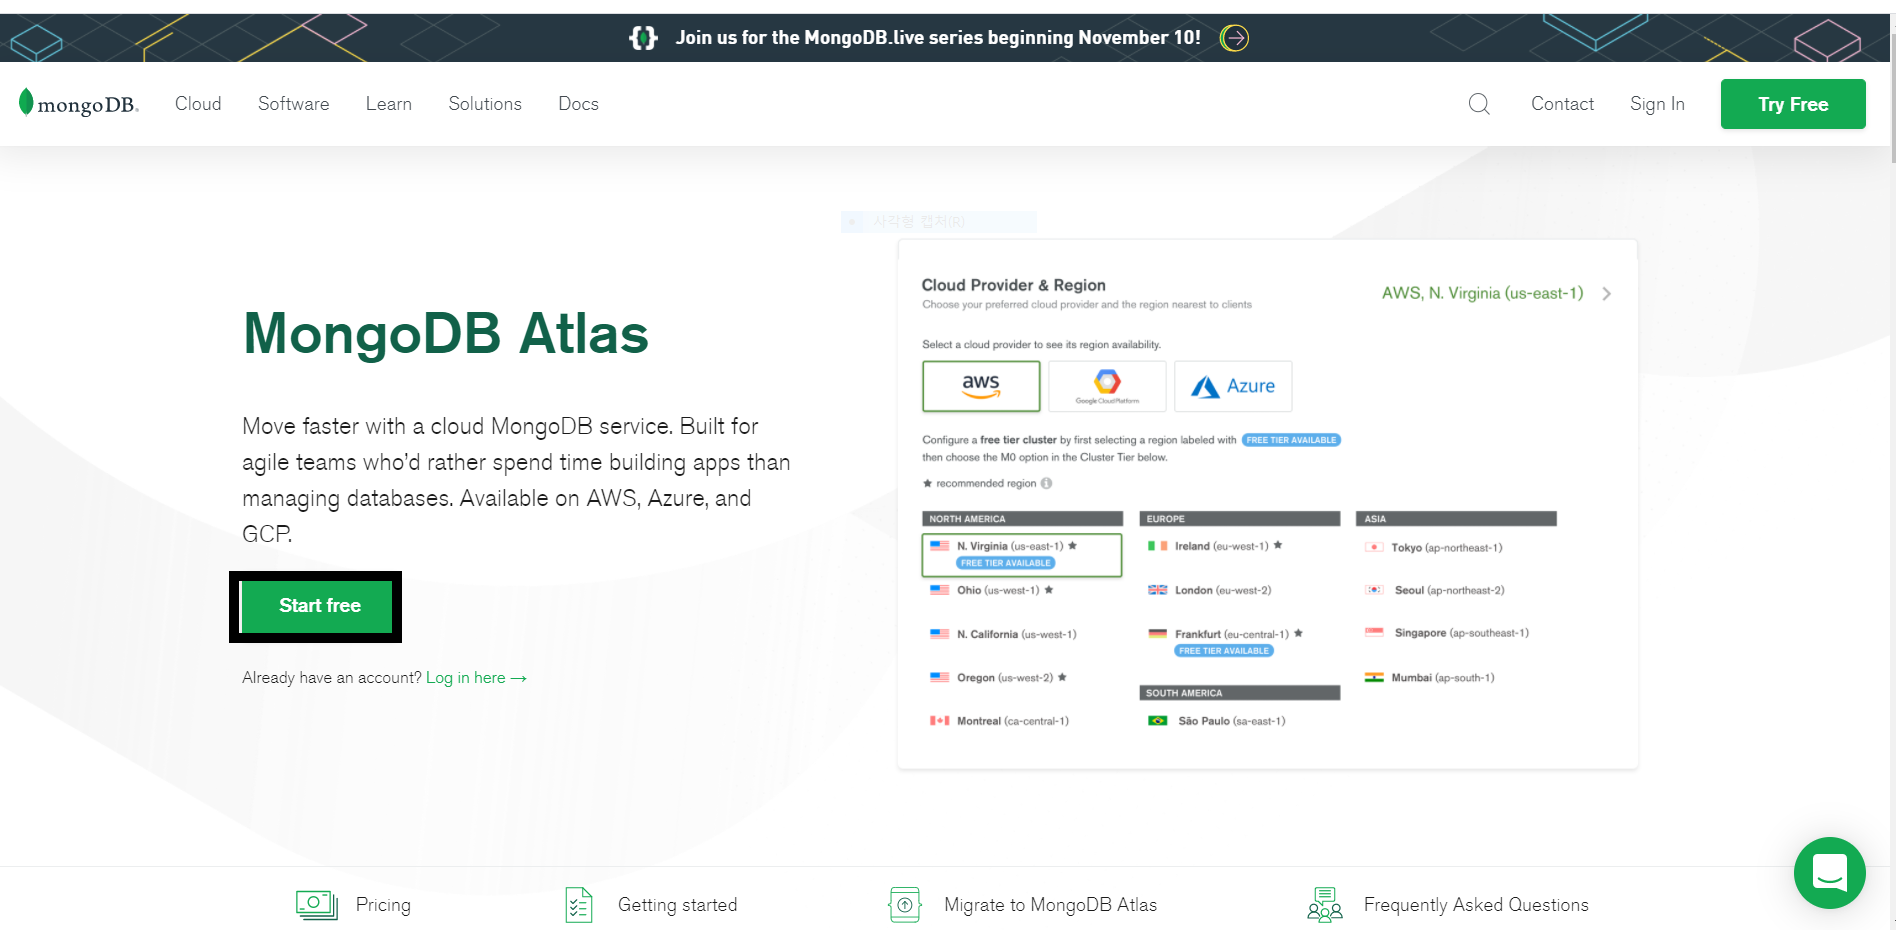 Join us for the MongoDB.live series beginning November 10!
mongoDB.
Cloud
Software
Learn
Solutions
Docs
Contact
Sign In
Try Free
사각형 캡처(R)
MongoDB Atlas
Move faster with a cloud MongoDB service. Built for
agile teams who'd rather spend time building apps than
managing databases. Available on AWS, Azure, and
GCP.
Start free
Already have an account? Log in here →
Cloud Provider & Region
Choose your preferred cloud provider and the region nearest to clients
AWS, N. Virginia (us-east-1)
Select a cloud provider to see its region availability.
aws
Google Cloud Platform
Azure
Configure a free tier cluster by first selecting a region labeled with FREE TIER AVAILABLE
then choose the M0 option in the Cluster Tier below.
★ recommended region i
NORTH AMERICA
N. Virginia (us-east-1) ★
FREE TIER AVAILABLE
Ohio (us-west-1) ★
N. California (us-west-1)
Oregon (us-west-2) ★
Montreal (ca-central-1)
EUROPE
Ireland (eu-west-1) ★
London (eu-west-2)
Frankfurt (eu-central-1) ★
FREE TIER AVAILABLE
SOUTH AMERICA
São Paulo (sa-east-1)
ASIA
Tokyo (ap-northeast-1)
Seoul (ap-northeast-2)
Singapore (ap-southeast-1)
Mumbai (ap-south-1)
Pricing
Getting started
Migrate to MongoDB Atlas
Frequently Asked Questions